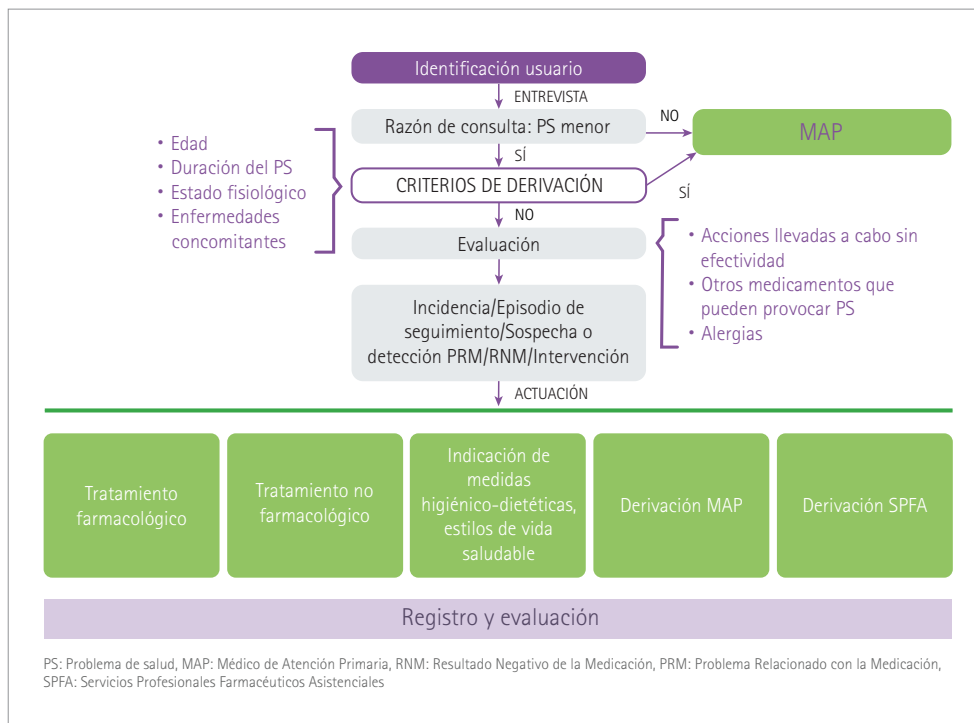 Identificación usuario
ENTREVISTA
Razón de consulta: PS menor
NO
MAP
SÍ
• Edad
• Duración del PS
• Estado fisiológico
• Enfermedades
concomitantes
CRITERIOS DE DERIVACIÓN
SÍ
NO
Evaluación
• Acciones llevadas a cabo sin
efectividad
• Otros medicamentos que
pueden provocar PS
• Alergias
Incidencia/Episodio de
seguimiento/Sospecha o
detección PRM/RNM/Intervención
ACTUACIÓN
Tratamiento
farmacológico
Tratamiento no
farmacológico
Indicación de
medidas
higiénico-dietéticas,
estilos de vida
saludable
Derivación MAP
Derivación SPFA
Registro y evaluación
PS: Problema de salud, MAP: Médico de Atención Primaria, RNM: Resultado Negativo de la Medicación, PRM: Problema Relacionado con la Medicación,
SPFA: Servicios Profesionales Farmacéuticos Asistenciales